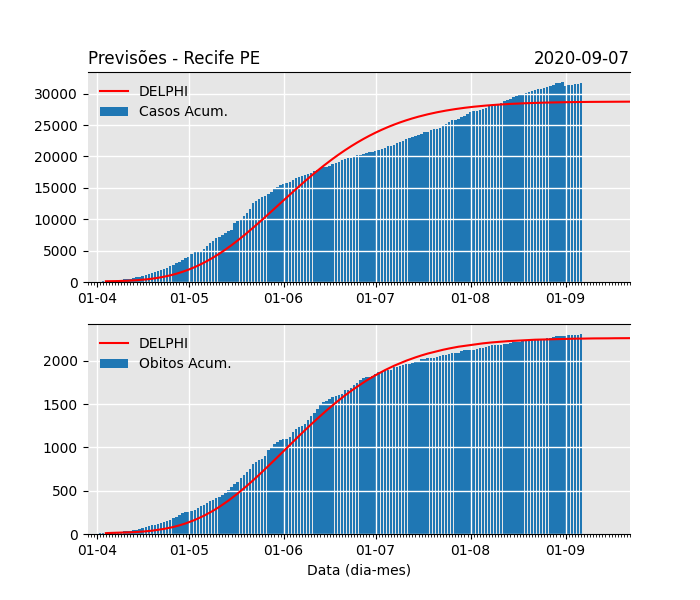 Previsões - Recife PE 2020-09-07
DELPHI
Casos Acum.
30000
25000
20000
15000
10000
5000
0
01-04 01-05 01-06 01-07 01-08 01-09
DELPHI
Obitos Acum.
2000
1500
1000
500
0
01-04 01-05 01-06 01-07 01-08 01-09
Data (dia-mes)